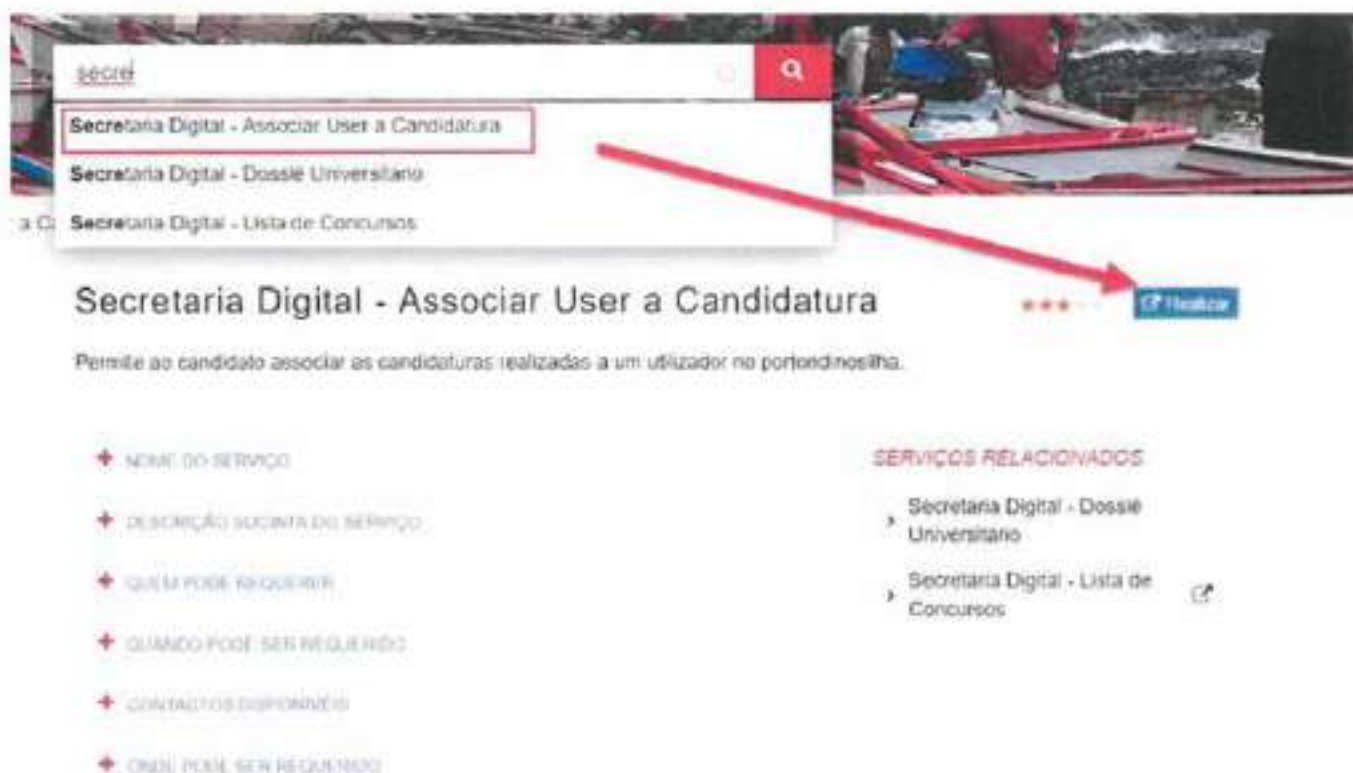 secre
Secretaria Digital - Associar User a Candidatura
Secretaria Digital - Dossiê Universitário
Secretaria Digital - Lista de Concursos
Secretaria Digital - Associar User a Candidatura
Realizar
Permite ao candidato associar as candidaturas realizadas a um utilizador no portondinosilha.
NOME DO SERVIÇO
DESCRIÇÃO SUCINTA DO SERVIÇO
QUEM PODE REQUERER
QUANDO PODE SER REQUERIDO
CONTACTOS DISPONÍVEIS
ONDE PODE SER REQUERIDO
SERVIÇOS RELACIONADOS
Secretaria Digital - Dossiê
Universitário
Secretaria Digital - Lista de
Concursos